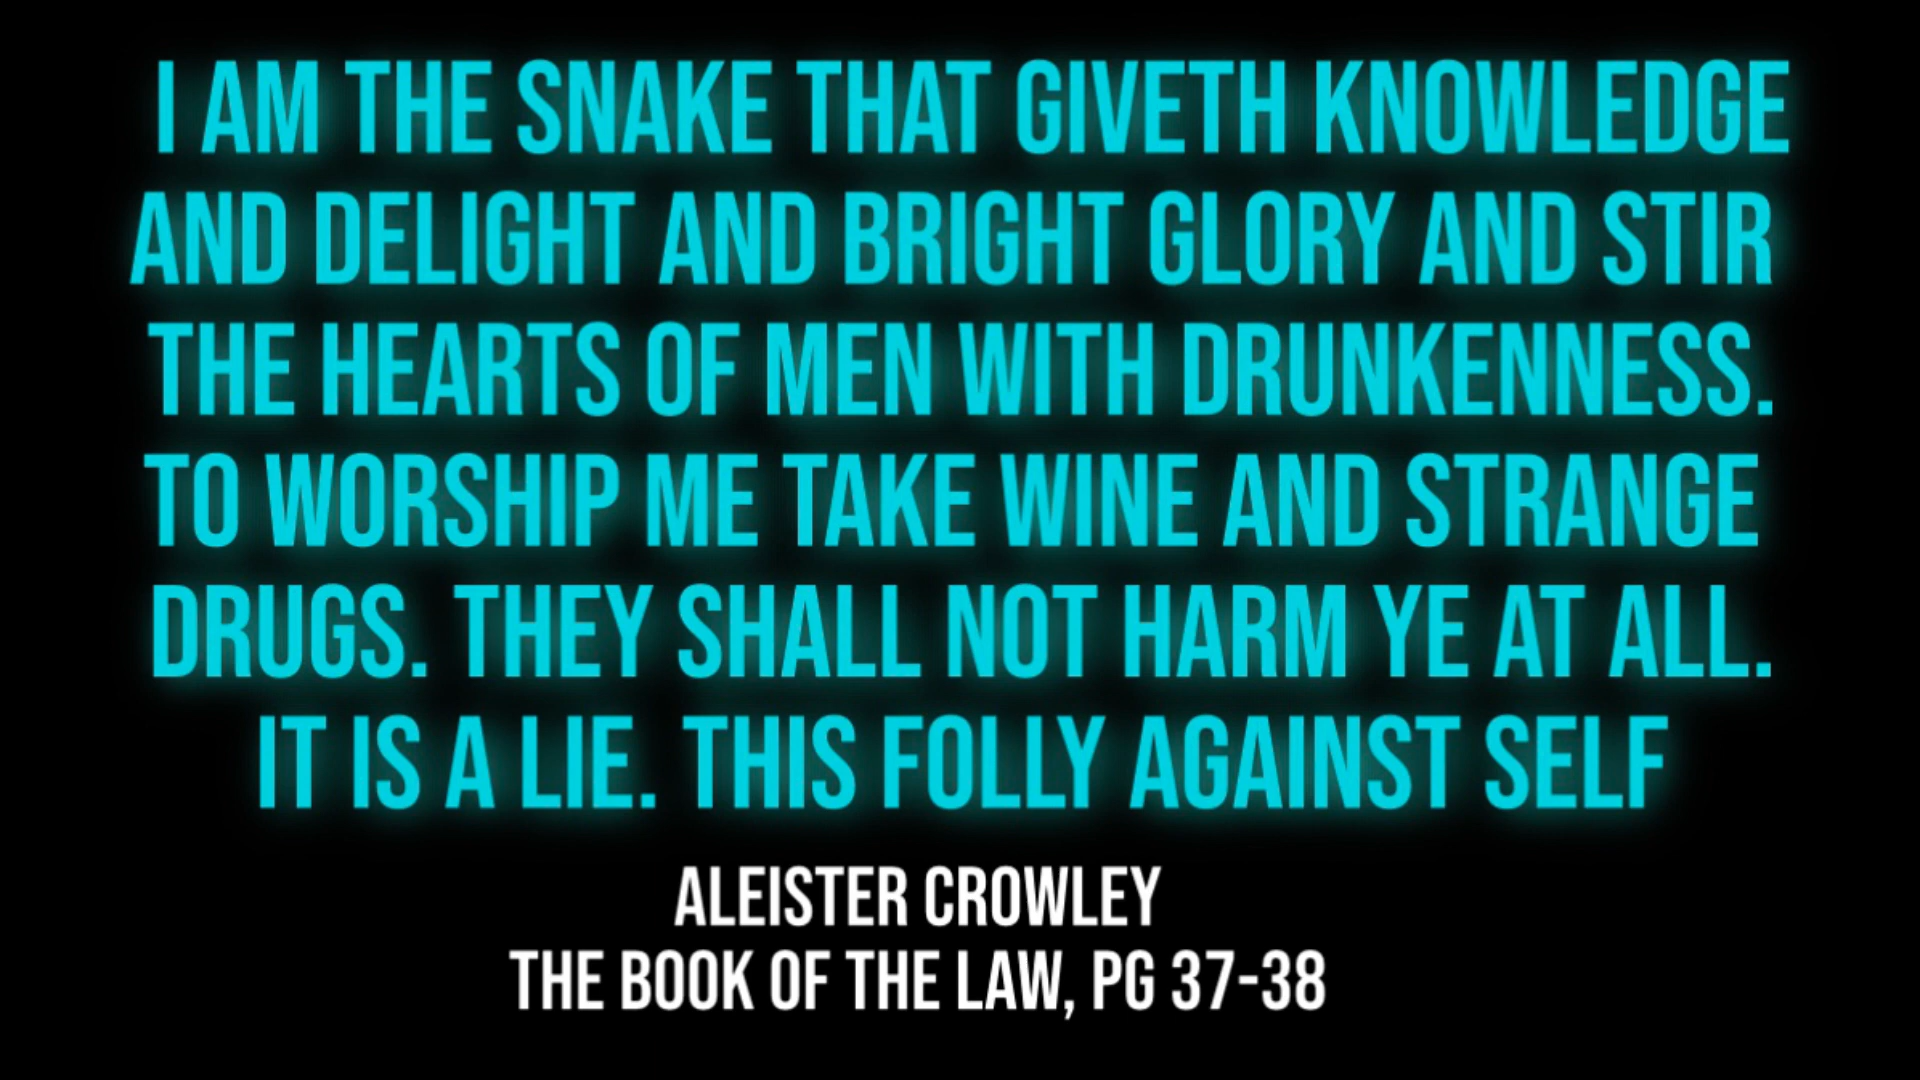 I AM THE SNAKE THAT GIVETH KNOWLEDGE
AND DELIGHT AND BRIGHT GLORY AND STIR
THE HEARTS OF MEN WITH DRUNKENNESS.
TO WORSHIP ME TAKE WINE AND STRANGE
DRUGS. THEY SHALL NOT HARM YE AT ALL.
IT IS A LIE. THIS FOLLY AGAINST SELF
ALEISTER CROWLEY
THE BOOK OF THE LAW, PG 37-38